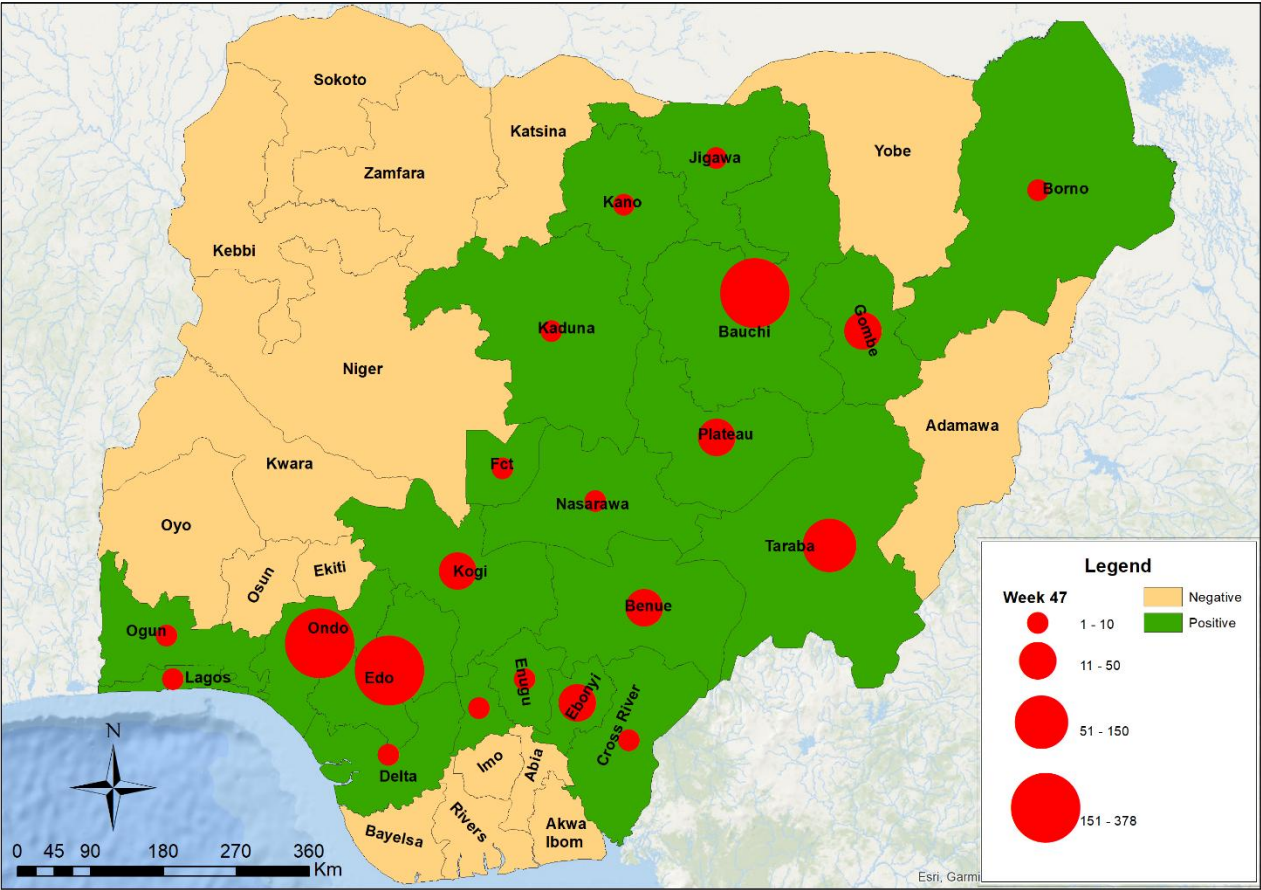 Sokoto
Katsina
Yobe
Jigawa
Zamfara
Borno
Kano
Kebbi
Kaduna
Bauchi
Gombe
Niger
Adamawa
Plateau
Kwara
Fct
Nasarawa
Oyo
Taraba
Ekiti
Osun
Kogi
Benue
Ogun
Ondo
Lagos
Edo
Enugu
Ebonyi
Cross River
Delta
Imo
Abia
Bayelsa
Rivers
Akwa
Ibom
N
0 45 90 180 270 360
Km
Legend
Week 47
1 - 10
11 - 50
51 - 150
151 - 378
Negative
Positive
Esri, Garmi